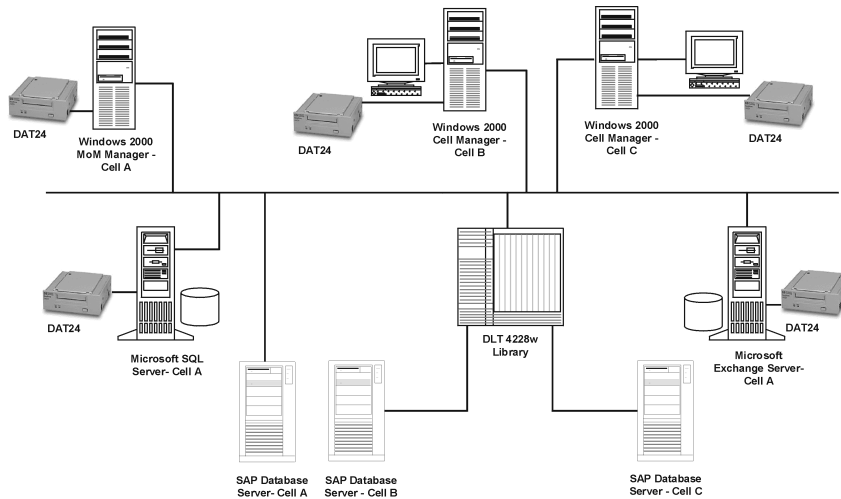 DAT24
Windows 2000
MoM Manager -
Cell A
DAT24
Windows 2000
Cell Manager -
Cell B
Windows 2000
Cell Manager -
Cell C
DAT24
DAT24
Microsoft SQL
Server- Cell A
DLT 4228w
Library
DAT24
Microsoft
Exchange Server-
Cell A
SAP Database
Server- Cell A
SAP Database
Server - Cell B
SAP Database
Server - Cell C